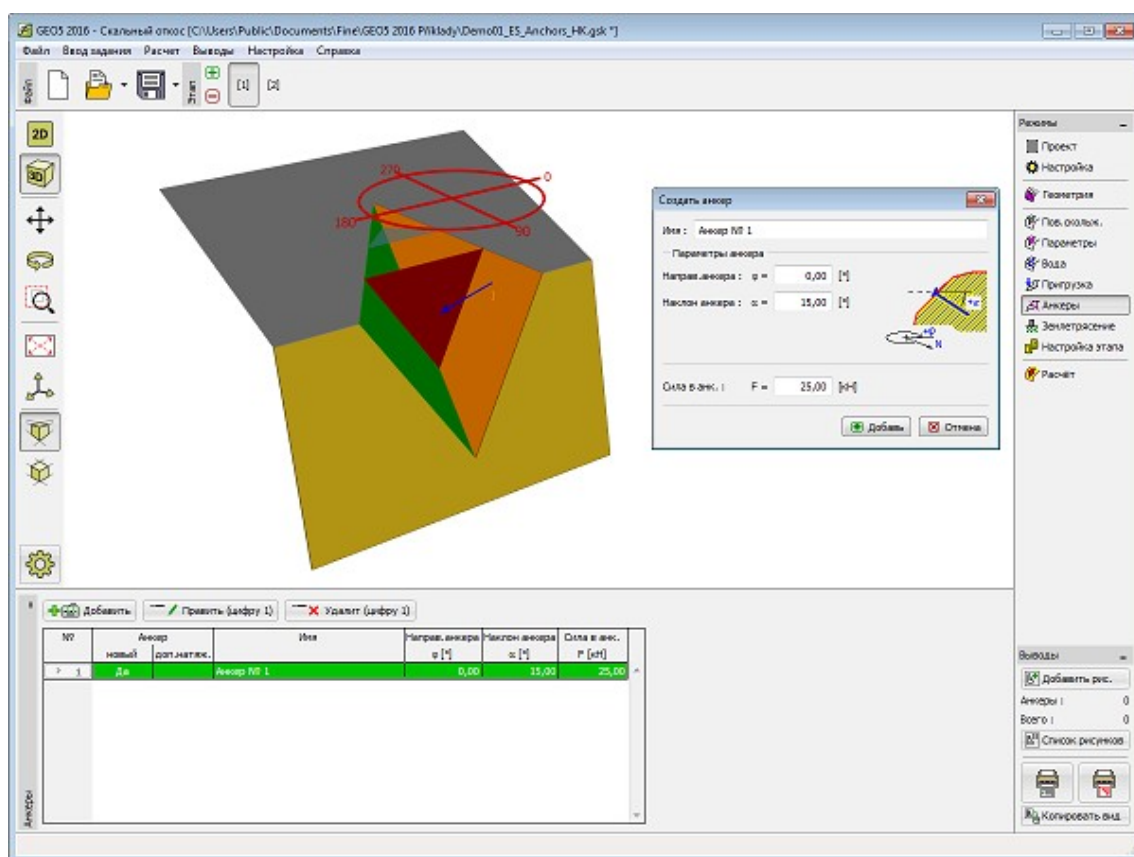 GEO5 2016 - Скальный откос [C:\Users\Public\Documents\Fine\GEO5 2016 Příklady\Demo01_ES_Anchors_HK.gsk *]
Файл Ввод задания Расчет Выводы Настройка Справка
Файл
Этап
[1] [2]
2D
3D
270
0
180
90
1
Создать анкер
Имя : Анкер № 1
Параметры анкера
Направ.анкера : φ = 0,00 [°]
Наклон анкера : α = 15,00 [°]
+α
+φ
N
Сила в анк. : F = 25,00 [кН]
Добавь Отмена
Режимы
Проект
Настройка
Геометрия
Пов.скольж.
Параметры
Вода
Пригрузка
Анкеры
Землетрясение
Настройка этапа
Расчёт
Добавить Править (цифру 1) Удалит (цифру 1)
№ Анкер Имя Направ.анкера Наклон анкера Сила в анк.
новый доп.натяж. φ [°] α [°] F [кН]
1 Да Анкер № 1 0,00 15,00 25,00
Анкеры
Выводы
Добавить рис.
Анкеры : 0
Всего : 0
Список рисунков
Копировать вид